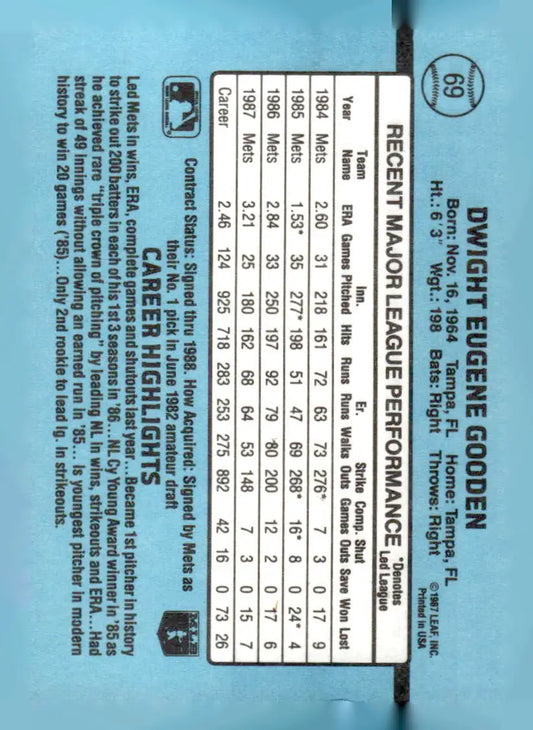 69
DWIGHT EUGENE GOODEN
Born: Nov. 16, 1964 Tampa, FL Home: Tampa, FL
Ht.: 6'3" Wgt.: 198 Bats: Right Throws: Right
©1987 LEAF, INC.
Printed in USA
RECENT MAJOR LEAGUE PERFORMANCE *Denotes
Led League
Team Inn. Er. Strike Comp. Shut
Year Name ERA Games Pitched Hits Runs Runs Walks Outs Games Outs Save Won Lost
1984 Mets 2.60 31 218 161 72 63 73 276* 7 3 0 17 9
1985 Mets 1.53* 35 277* 198 51 47 69 268* 16* 8 0 24* 4
1986 Mets 2.84 33 250 197 92 79 80 200 12 2 0 17 6
1987 Mets 3.21 25 180 162 68 64 53 148 7 3 0 15 7
Career 2.46 124 925 718 283 253 275 892 42 16 0 73 26
Contract Status: Signed thru 1988. How Acquired: Signed by Mets as
their No. 1 pick in June 1982 amateur draft
CAREER HIGHLIGHTS
Led Mets in wins, ERA, complete games and shutouts last year... Became 1st pitcher in history
to strike out 200 batters in each of his 1st 3 seasons in '86... NL Cy Young Award winner in '85 as
he achieved rare "triple crown of pitching" by leading NL in wins, strikeouts and ERA... Had
streak of 49 innings without allowing an earned run in '85... Is youngest pitcher in modern
history to win 20 games ('85)... Only 2nd rookie to lead lg. in strikeouts.